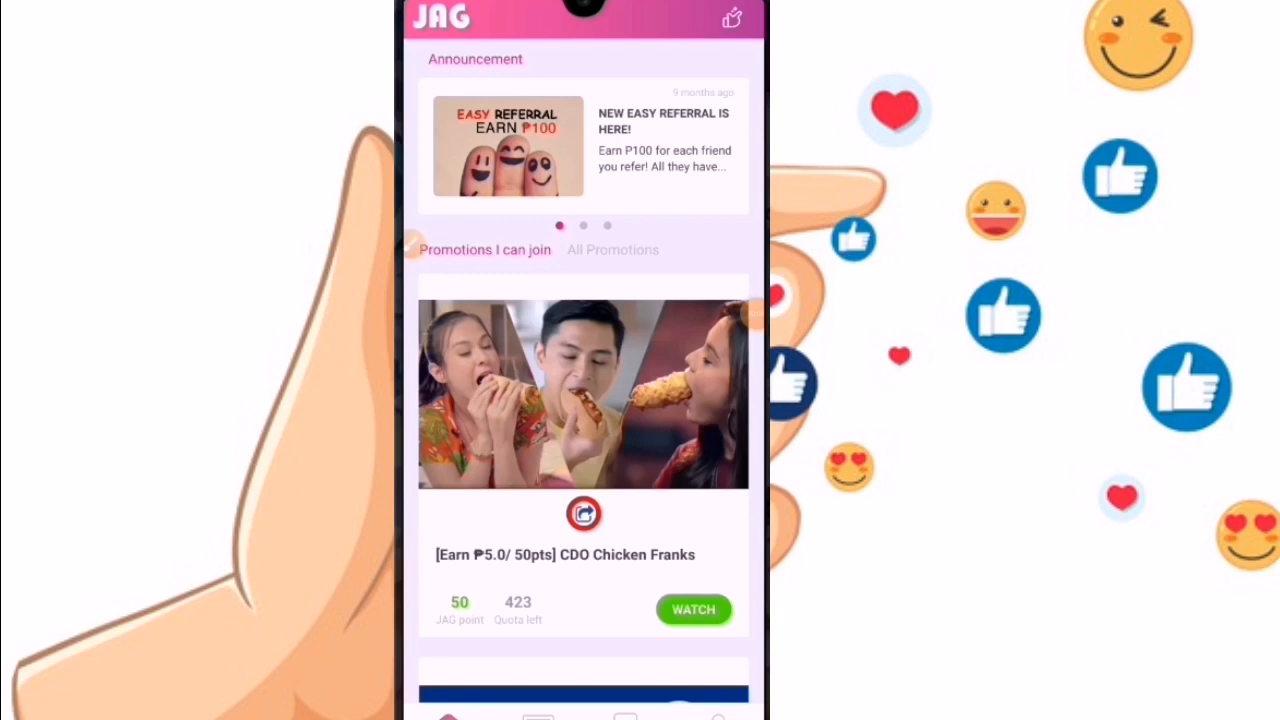 JAG
Announcement
9 months ago
EASY REFERRAL
EARN ₱100
NEW EASY REFERRAL IS
HERE!
Earn P100 for each friend
you refer! All they have...
Promotions I can join
All Promotions
[Earn ₱5.0/ 50pts] CDO Chicken Franks
50
JAG point
423
Quota left
WATCH